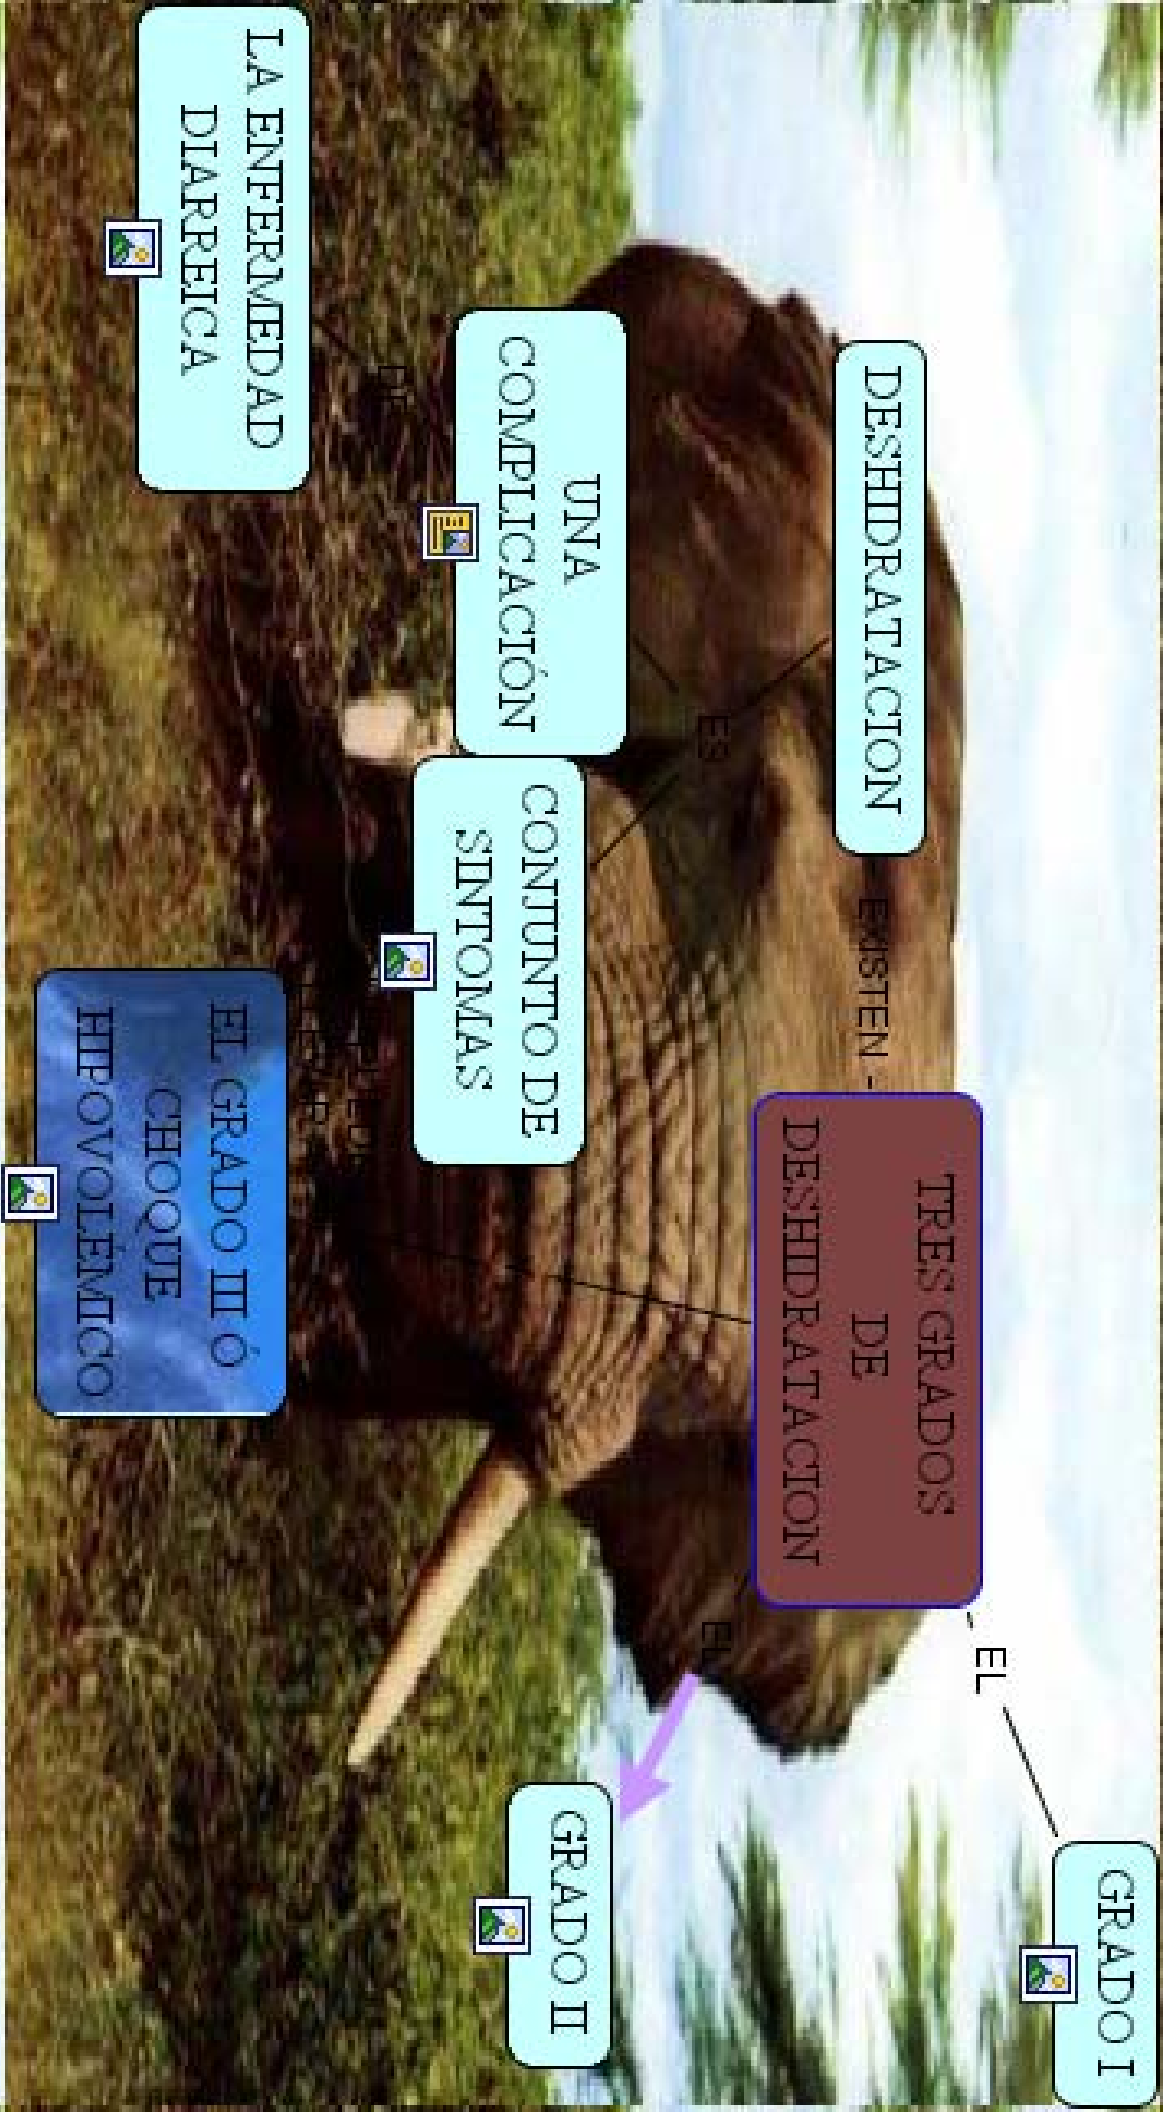 GRADO I
DESHIDRATACION
EXISTEN -
TRES GRADOS
DE
DESHIDRATACION
EL
ES
EL
UNA
COMPLICACIÓN
CONJUNTO DE
SINTOMAS
GRADO II
DE
LA ENFERMEDAD
DIARREICA
EL GRADO III Ó
CHOQUE
HIPOVOLÉMICO